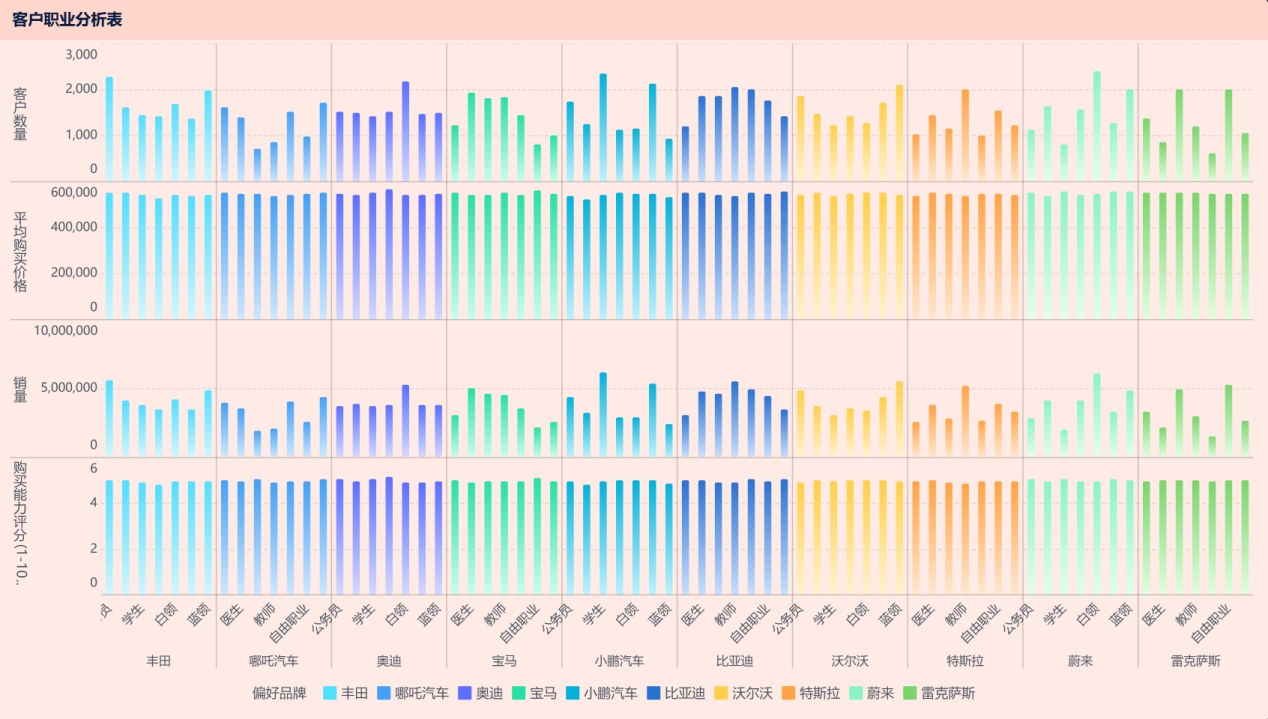 客户职业分析表
客户数量
3,000
2,000
1,000
0
平均购买价格
600,000
400,000
200,000
0
销量
10,000,000
5,000,000
0
购买能力评分 (1-10...
6
4
2
0
员 学生 白领 蓝领 医生 教师 自由职业 公务员 学生 白领 蓝领 医生 教师 自由职业 公务员 学生 白领 蓝领 医生 教师 自由职业 公务员 学生 白领 蓝领 医生 教师 自由职业 公务员 学生 白领 蓝领 医生 教师 自由职业
丰田 哪吒汽车 奥迪 宝马 小鹏汽车 比亚迪 沃尔沃 特斯拉 蔚来 雷克萨斯
偏好品牌 丰田 哪吒汽车 奥迪 宝马 小鹏汽车 比亚迪 沃尔沃 特斯拉 蔚来 雷克萨斯